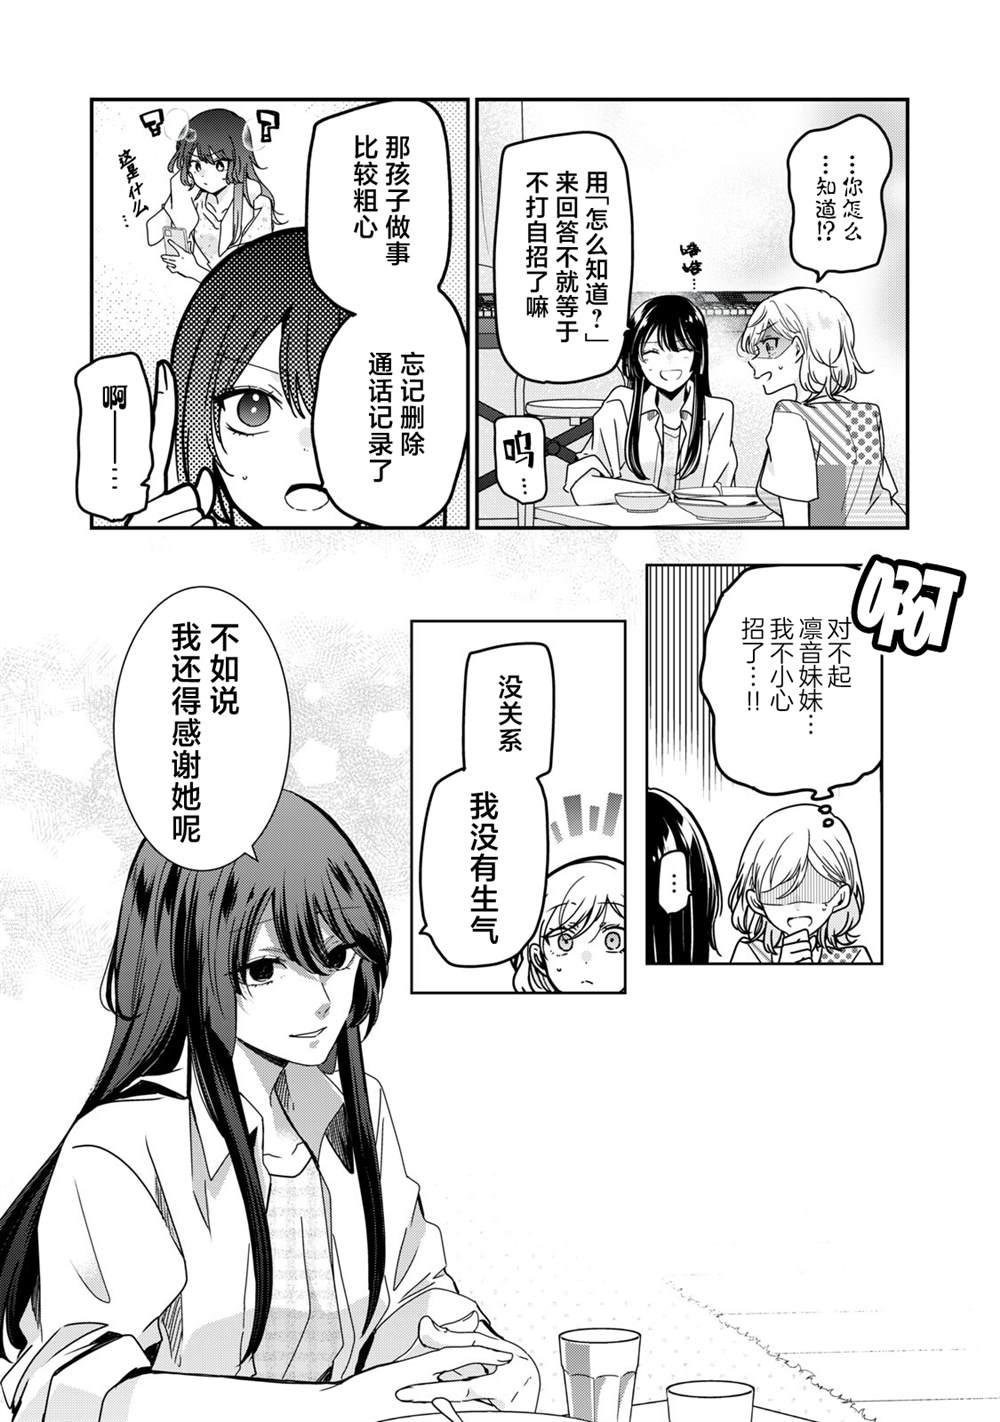 …你怎么
…知道!?
用「怎么知道?」
来回答不就等于
不打自招了嘛
咯
咯
…
呜
…
那孩子做事
比较粗心
忘记删除
通话记录了
这是什么
…
啊——…
OPOT
对不起
凛音妹妹…
我不小心
招了…!!
…
没关系
我没有生气
不如说
我还得感谢她呢